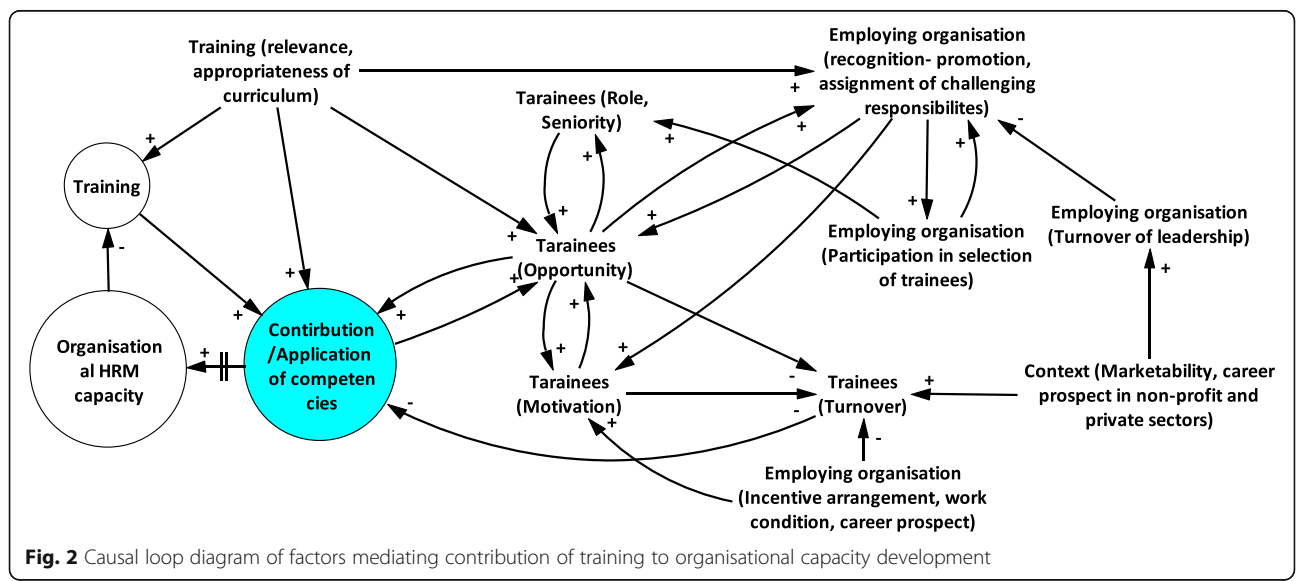 Training (relevance,
appropriateness of
curriculum)
Employing organisation
(recognition- promotion,
assignment of challenging
responsibilites)
+
Tarainees (Role,
Seniority)
+
+
+
-
+
+
Training
+
+
+
+
+
Employing organisation
(Participation in selection
of trainees)
Employing organisation
(Turnover of leadership)
-
+
Tarainees
(Opportunity)
+
+
+
+
+
Contirbution
/Application
of competen
cies
+
+
+
Organisation
al HRM
capacity
+
Tarainees
(Motivation)
-
-
Trainees
(Turnover)
+
Context (Marketability, career
prospect in non-profit and
private sectors)
-
+
-
Employing organisation
(Incentive arrangement, work
condition, career prospect)
Fig. 2 Causal loop diagram of factors mediating contribution of training to organisational capacity development